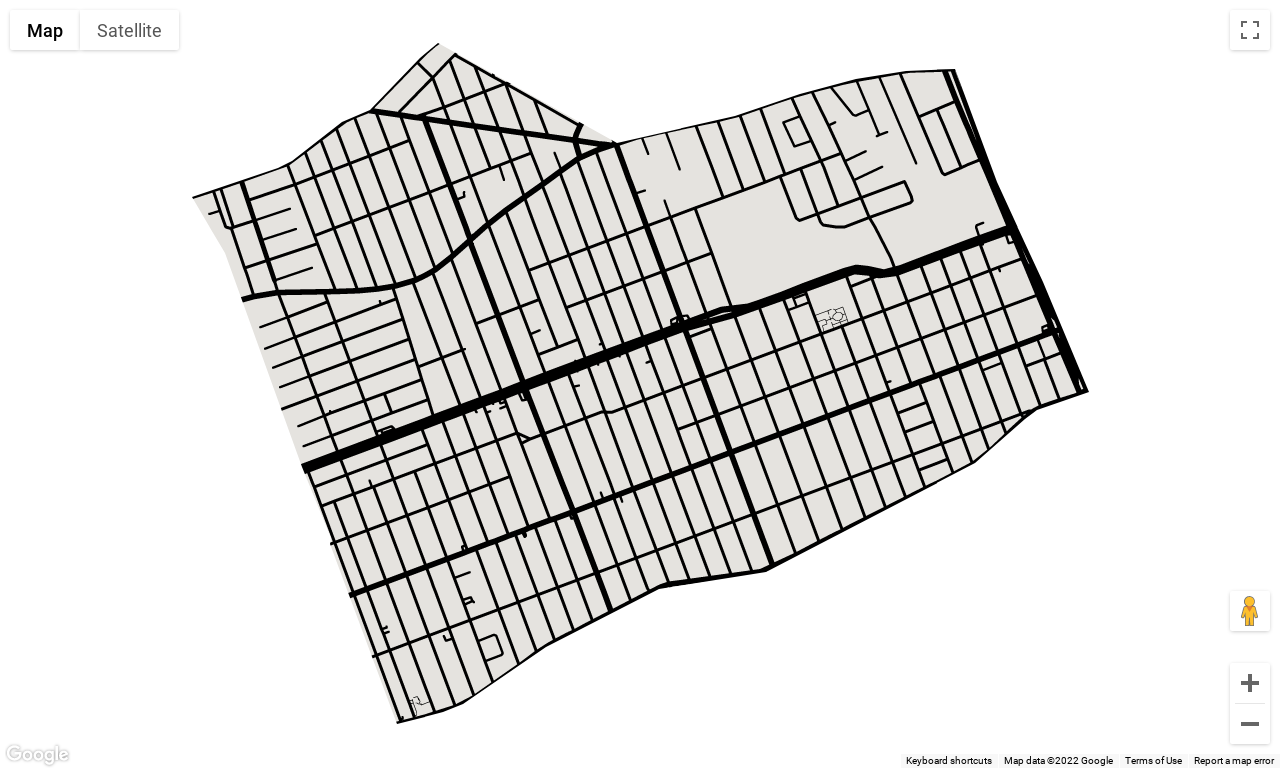 Map Satellite
Google
Keyboard shortcuts Map data ©2022 Google Terms of Use Report a map error